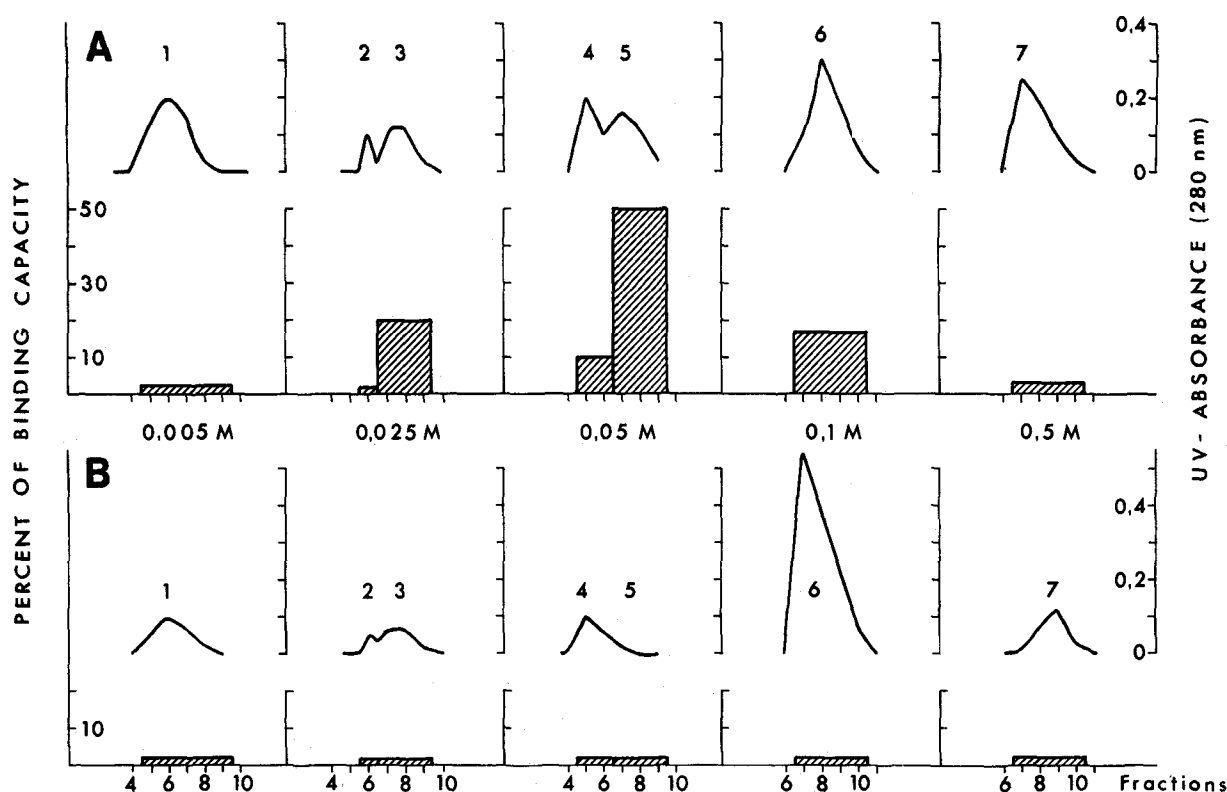 A
1
2 3
4 5
6
7
0,4
0,2
0
50
30
10
0,005 M
0,025 M
0,05 M
0,1 M
0,5 M
B
1
2 3
4 5
6
7
0,4
0,2
0
10
4 6 8 10
4 6 8 10
4 6 8 10
6 8 10
6 8 10
Fractions
PERCENT OF BINDING CAPACITY
UV- ABSORBANCE (280 nm)